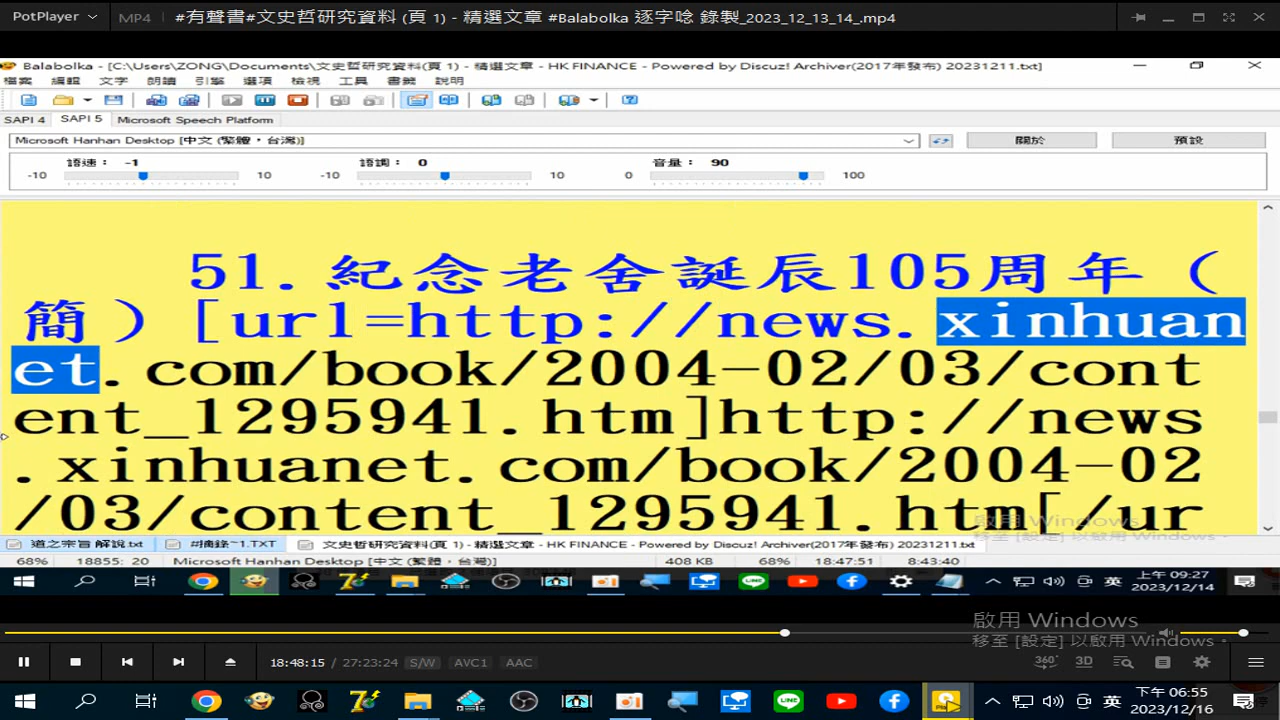 PotPlayer MP4 #有聲書#文史哲研究資料 (頁 1) - 精選文章 #Balabolka 逐字唸 錄製_2023_12_13_14_.mp4
Balabolka - [C:\Users\ZONG\Documents\文史哲研究資料(頁 1) - 精選文章 - HK FINANCE - Powered by Discuz! Archiver(2017年發布) 20231211.txt]
檔案 編輯 文字 朗讀 引擎 選項 檢視 工具 書籤 說明
SAPI 4 SAPI 5 Microsoft Speech Platform
Microsoft Hanhan Desktop [中文 (繁體，台灣)] 關於 預設
語速： -1 語調： 0 音量： 90
-10 10 -10 10 0 100
51.紀念老舍誕辰105周年（
簡）[url=http://news.xinhuan
et.com/book/2004-02/03/cont
ent_1295941.htm]http://news
.xinhuanet.com/book/2004-02
/03/content_1295941.htm[/ur
啟用 Windows
移至 [設定] 以啟用 Windows。
道之宗旨 解說.txt #摘錄~1.TXT 文史哲研究資料(頁 1) - 精選文章 - HK FINANCE - Powered by Discuz! Archiver(2017年發布) 20231211.txt
68% 18855: 20 Microsoft Hanhan Desktop [中文 (繁體，台灣)] 408 KB 68% 18:47:51 8:43:40
英 上午 09:27
2023/12/14
啟用 Windows
移至 [設定] 以啟用 Windows。
18:48:15 / 27:23:24 S/W AVC1 AAC 360° 3D
英 下午 06:55
2023/12/16